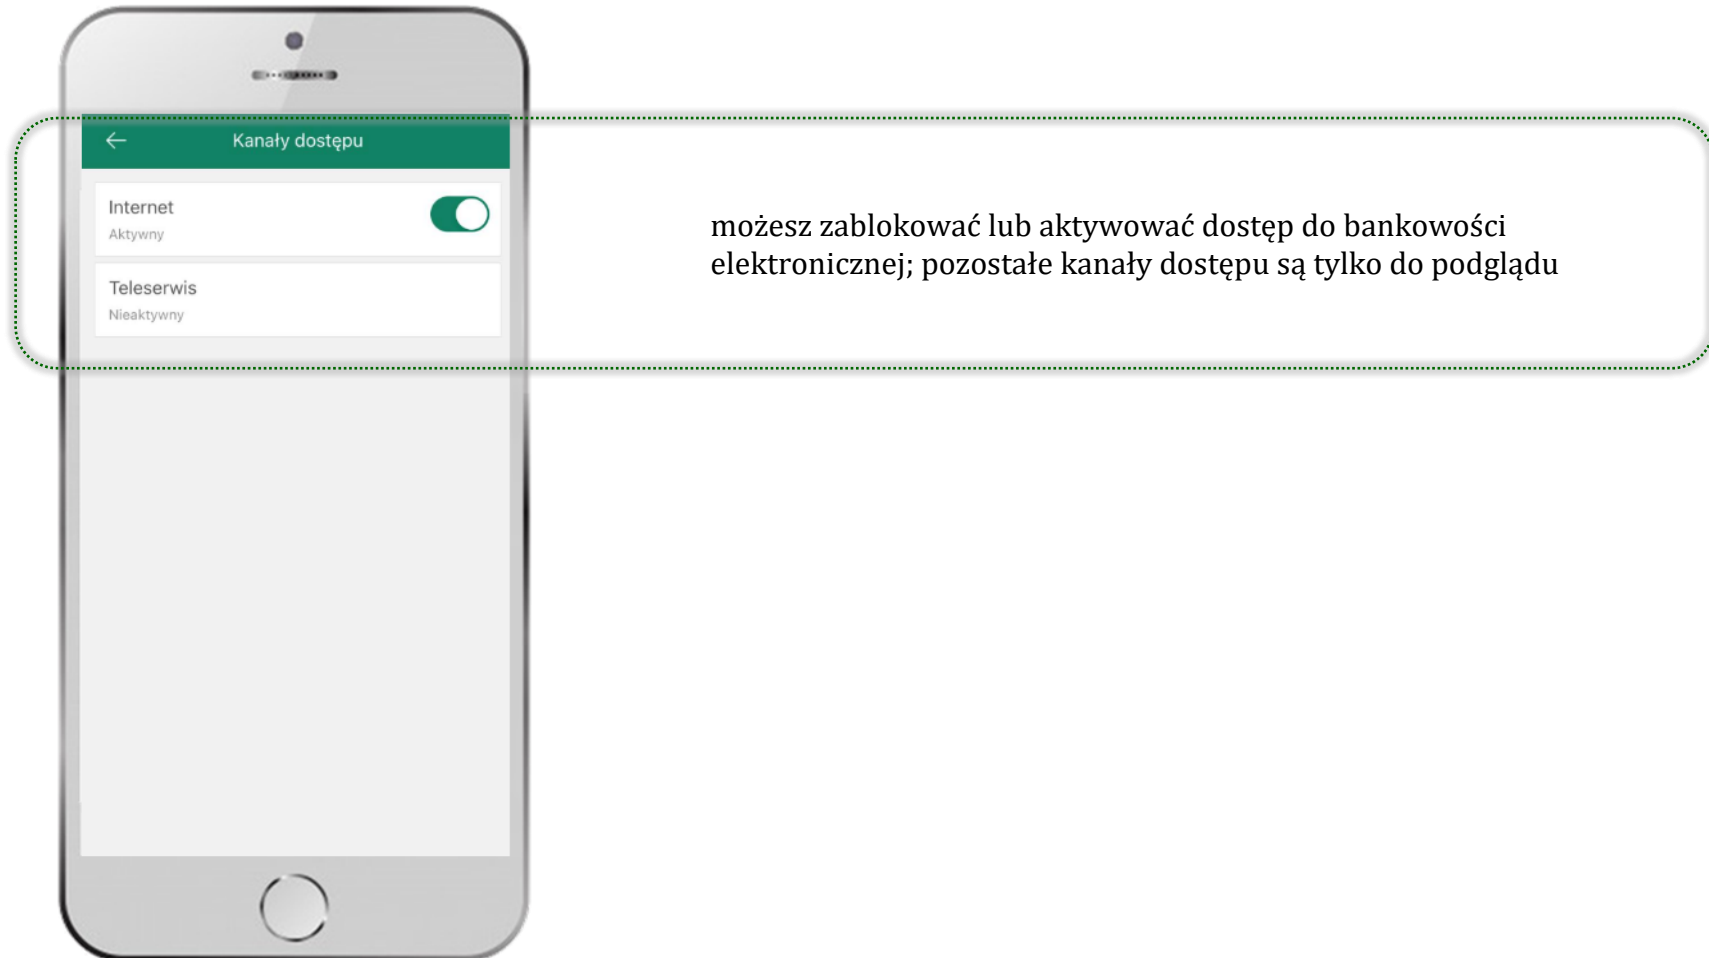 Kanały dostępu
Internet
Aktywny
Teleserwis
Nieaktywny
możesz zablokować lub aktywować dostęp do bankowości
elektronicznej; pozostałe kanały dostępu są tylko do podglądu